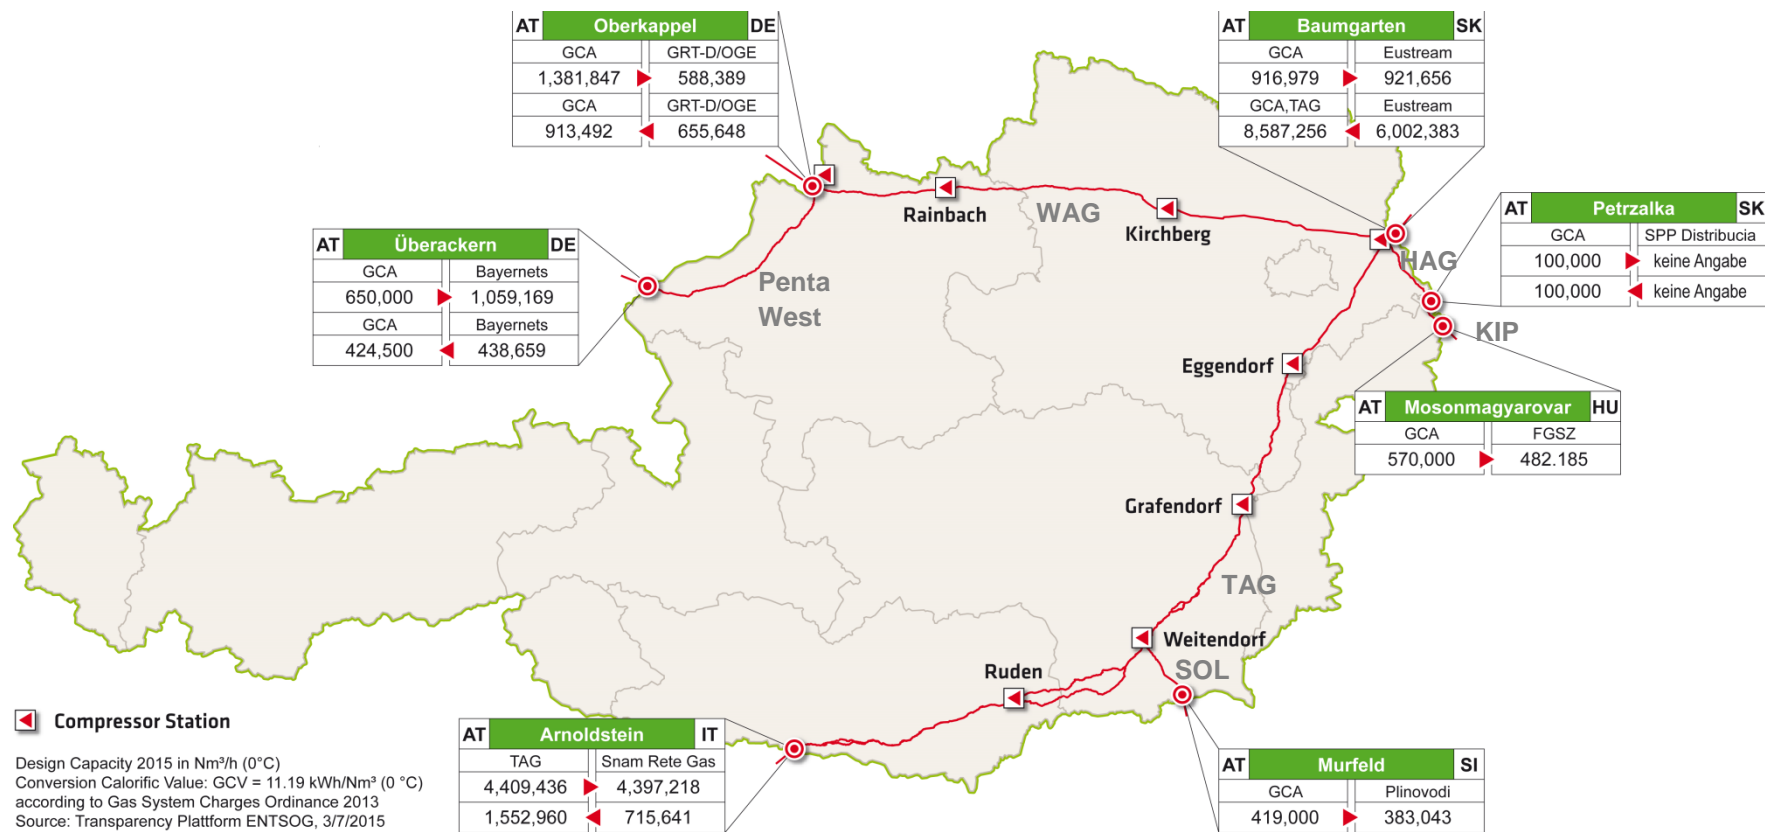 AT Oberkappel DE
GCA GRT-D/OGE
1,381,847 588,389
GCA GRT-D/OGE
913,492 655,648
AT Baumgarten SK
GCA Eustream
916,979 921,656
GCA,TAG Eustream
8,587,256 6,002,383
AT Petrzalka SK
GCA SPP Distribucia
100,000 keine Angabe
100,000 keine Angabe
AT Überackern DE
GCA Bayernets
650,000 1,059,169
GCA Bayernets
424,500 438,659
Rainbach
WAG
Kirchberg
HAG
Penta
West
KIP
Eggendorf
AT Mosonmagyarovar HU
GCA FGSZ
570,000 482.185
Grafendorf
TAG
Weitendorf
SOL
Ruden
Compressor Station
Design Capacity 2015 in Nm³/h (0°C)
Conversion Calorific Value: GCV = 11.19 kWh/Nm³ (0 °C)
according to Gas System Charges Ordinance 2013
Source: Transparency Plattform ENTSOG, 3/7/2015
AT Arnoldstein IT
TAG Snam Rete Gas
4,409,436 4,397,218
1,552,960 715,641
AT Murfeld SI
GCA Plinovodi
419,000 383,043